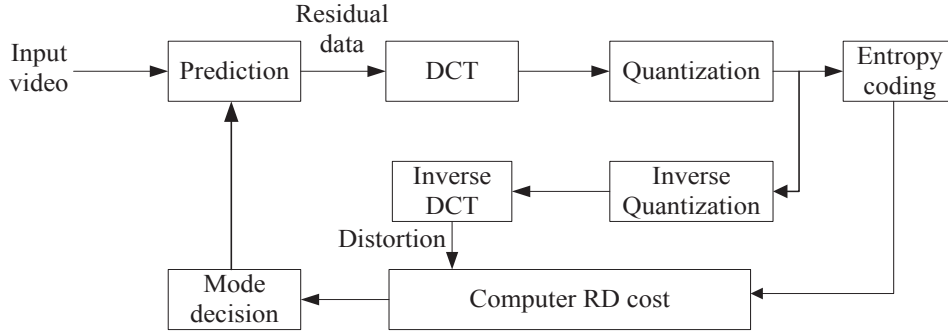 Residual
data
Input
video
Prediction
DCT
Quantization
Entropy
coding
Inverse
DCT
Inverse
Quantization
Distortion
Mode
decision
Computer RD cost